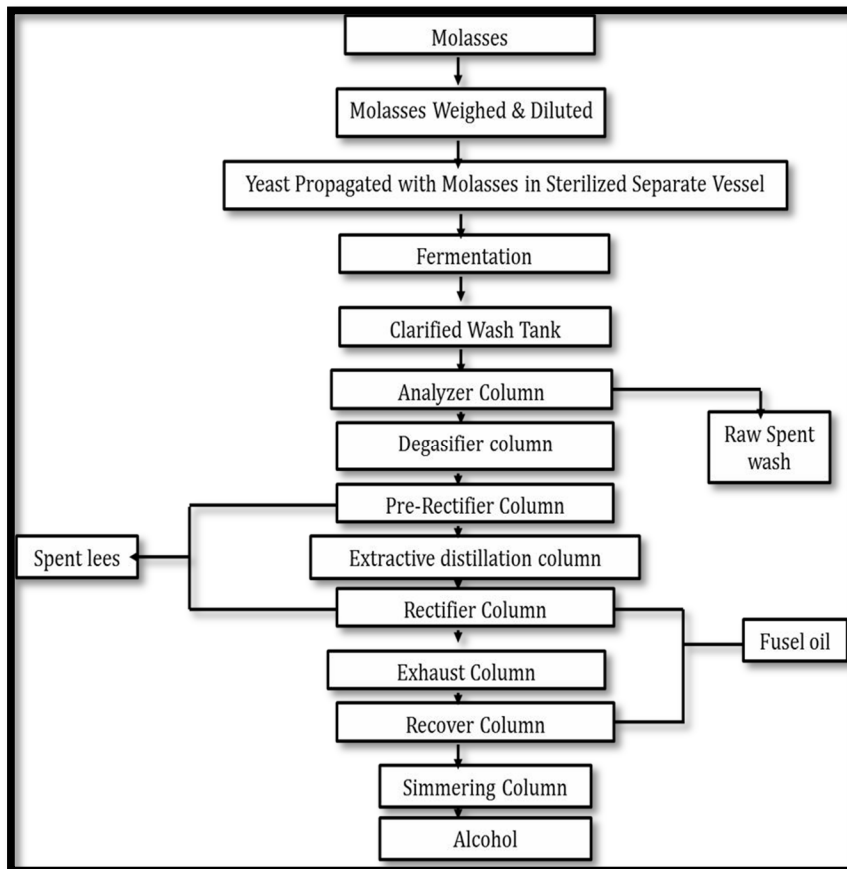 Molasses
Molasses Weighed & Diluted
Yeast Propagated with Molasses in Sterilized Separate Vessel
Fermentation
Clarified Wash Tank
Analyzer Column
Raw Spent
wash
Degasifier column
Pre-Rectifier Column
Spent lees
Extractive distillation column
Rectifier Column
Fusel oil
Exhaust Column
Recover Column
Simmering Column
Alcohol